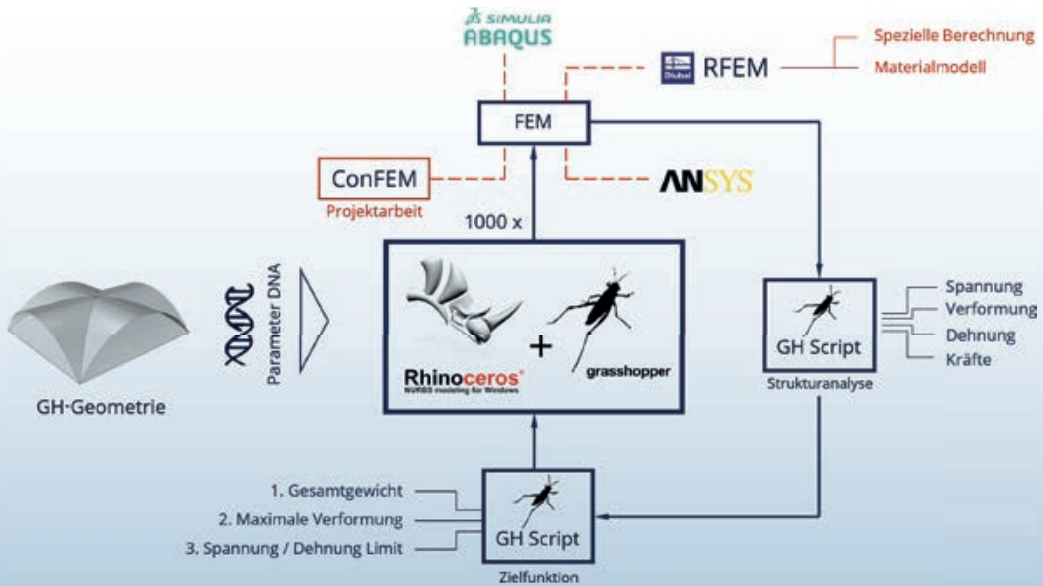 SIMULIA
ABAQUS
Dlubal
RFEM
Spezielle Berechnung
Materialmodell
FEM
ConFEM
Projektarbeit
ANSYS
1000 x
Parameter DNA
GH-Geometrie
Rhinoceros®
NURBS modeling for Windows
+
grasshopper
GH Script
Strukturanalyse
Spannung
Verformung
Dehnung
Kräfte
1. Gesamtgewicht
2. Maximale Verformung
3. Spannung / Dehnung Limit
GH Script
Zielfunktion